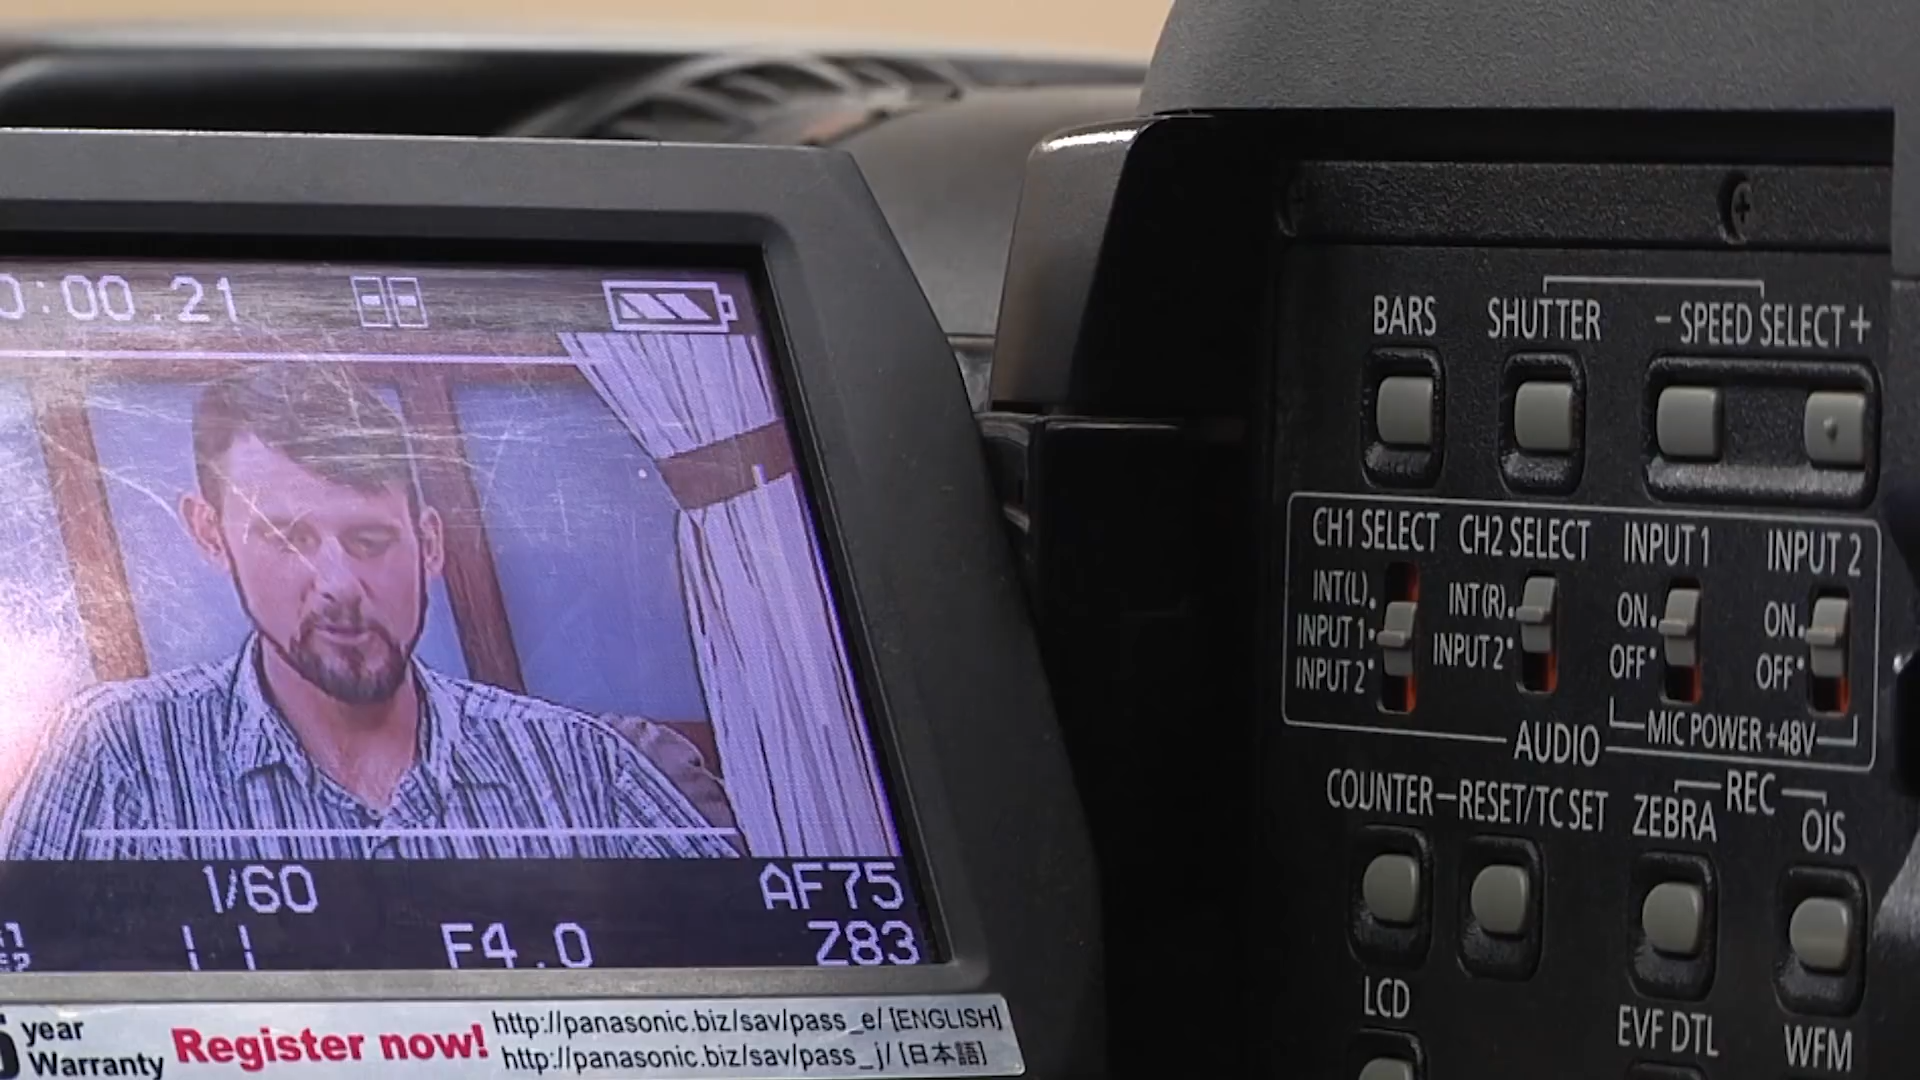 0:00.21
1/60
AF75
F4.0
Z83
year
Warranty
Register now!
http://panasonic.biz/sav/pass_e/ [ENGLISH]
http://panasonic.biz/sav/pass_j/ [日本語]
BARS
SHUTTER
- SPEED SELECT +
CH1 SELECT
CH2 SELECT
INPUT 1
INPUT 2
INT(L)
INPUT 1
INPUT 2
INT(R)
INPUT 2
ON
OFF
ON
OFF
MIC POWER +48V
AUDIO
COUNTER-RESET/TC SET
REC
ZEBRA
OIS
LCD
EVF DTL
WFM